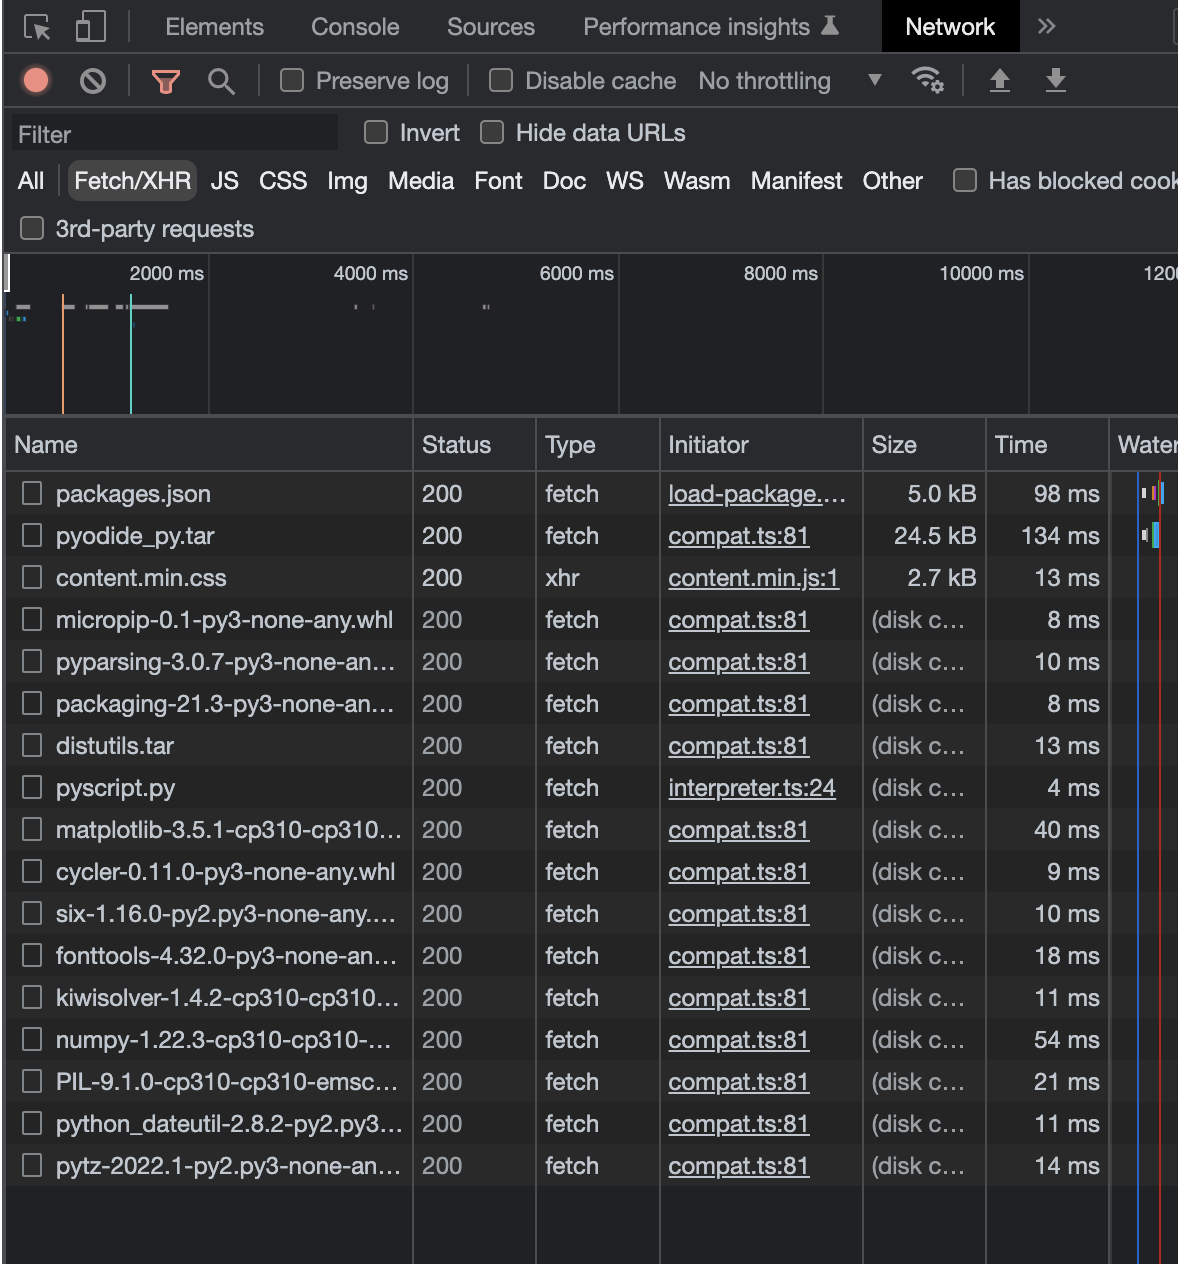 Elements Console Sources Performance insights Network
Preserve log Disable cache No throttling
Filter Invert Hide data URLs
All Fetch/XHR JS CSS Img Media Font Doc WS Wasm Manifest Other Has blocked cook
3rd-party requests
2000 ms 4000 ms 6000 ms 8000 ms 10000 ms 1200
Name Status Type Initiator Size Time Water
packages.json 200 fetch load-package.… 5.0 kB 98 ms
pyodide_py.tar 200 fetch compat.ts:81 24.5 kB 134 ms
content.min.css 200 xhr content.min.js:1 2.7 kB 13 ms
micropip-0.1-py3-none-any.whl 200 fetch compat.ts:81 (disk c… 8 ms
pyparsing-3.0.7-py3-none-an… 200 fetch compat.ts:81 (disk c… 10 ms
packaging-21.3-py3-none-an… 200 fetch compat.ts:81 (disk c… 8 ms
distutils.tar 200 fetch compat.ts:81 (disk c… 13 ms
pyscript.py 200 fetch interpreter.ts:24 (disk c… 4 ms
matplotlib-3.5.1-cp310-cp310… 200 fetch compat.ts:81 (disk c… 40 ms
cycler-0.11.0-py3-none-any.whl 200 fetch compat.ts:81 (disk c… 9 ms
six-1.16.0-py2.py3-none-any.… 200 fetch compat.ts:81 (disk c… 10 ms
fonttools-4.32.0-py3-none-an… 200 fetch compat.ts:81 (disk c… 18 ms
kiwisolver-1.4.2-cp310-cp310… 200 fetch compat.ts:81 (disk c… 11 ms
numpy-1.22.3-cp310-cp310-… 200 fetch compat.ts:81 (disk c… 54 ms
PIL-9.1.0-cp310-cp310-emsc… 200 fetch compat.ts:81 (disk c… 21 ms
python_dateutil-2.8.2-py2.py3… 200 fetch compat.ts:81 (disk c… 11 ms
pytz-2022.1-py2.py3-none-an… 200 fetch compat.ts:81 (disk c… 14 ms